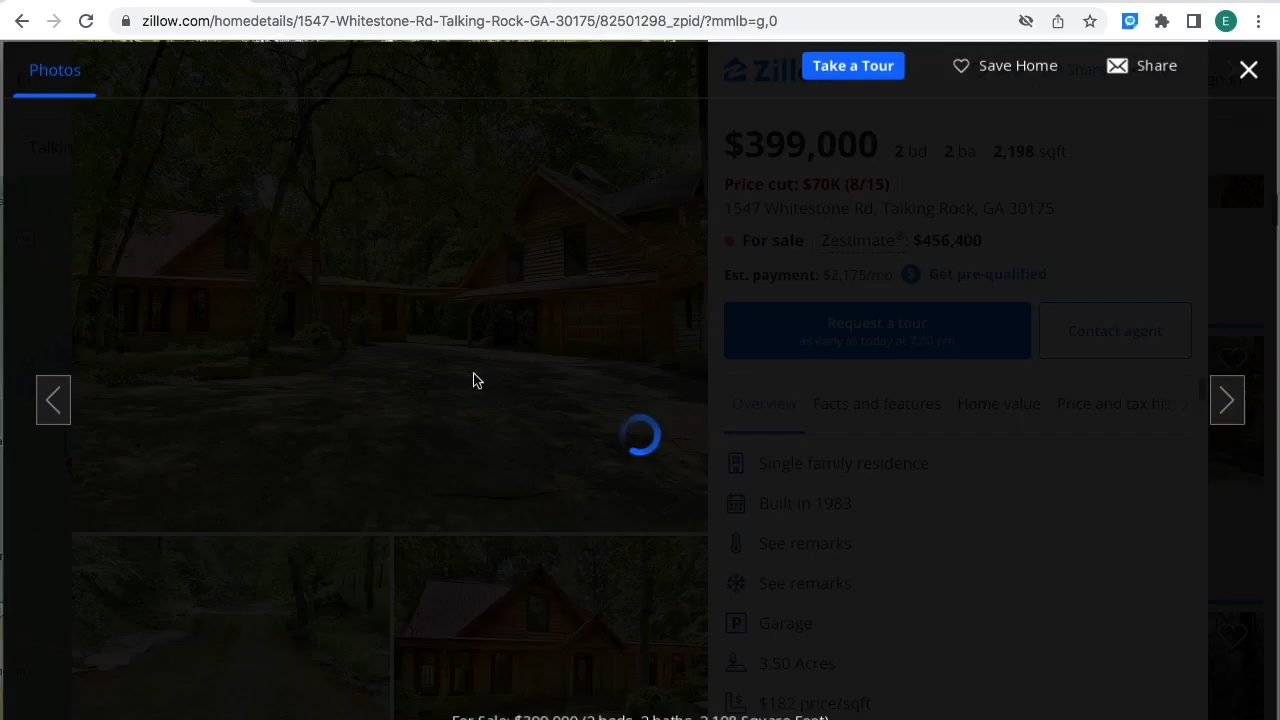 zillow.com/homedetails/1547-Whitestone-Rd-Talking-Rock-GA-30175/82501298_zpid/?mmlb=g,0
E
Photos
Take a Tour
Save Home
Share
Talkin
$399,000 2 bd 2 ba 2,198 sqft
Price cut: $70K (8/15)
1547 Whitestone Rd, Talking Rock, GA 30175
For sale Zestimate®: $456,400
Est. payment: $2,175/mo $ Get pre-qualified
Request a tour
as early as today at 7:00 pm
Contact agent
Overview Facts and features Home value Price and tax his
Single family residence
Built in 1983
See remarks
See remarks
P Garage
3.50 Acres
$182 price/sqft
For Sale: $399,000 (2 beds, 2 baths, 2,198 Square Feet)